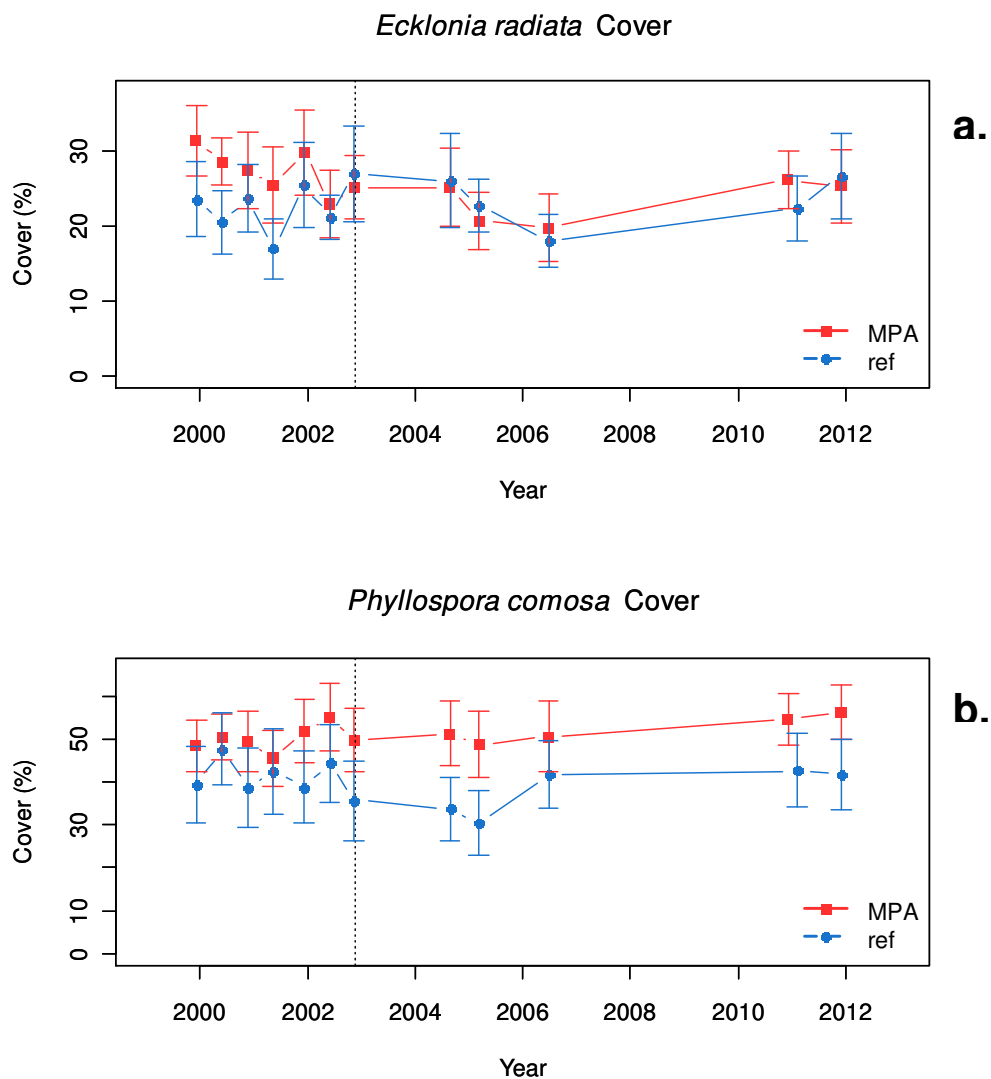 Ecklonia radiata Cover
a.
Cover (%)
30
20
10
0
MPA
ref
2000 2002 2004 2006 2008 2010 2012
Year
Phyllospora comosa Cover
b.
Cover (%)
50
30
10
0
MPA
ref
2000 2002 2004 2006 2008 2010 2012
Year